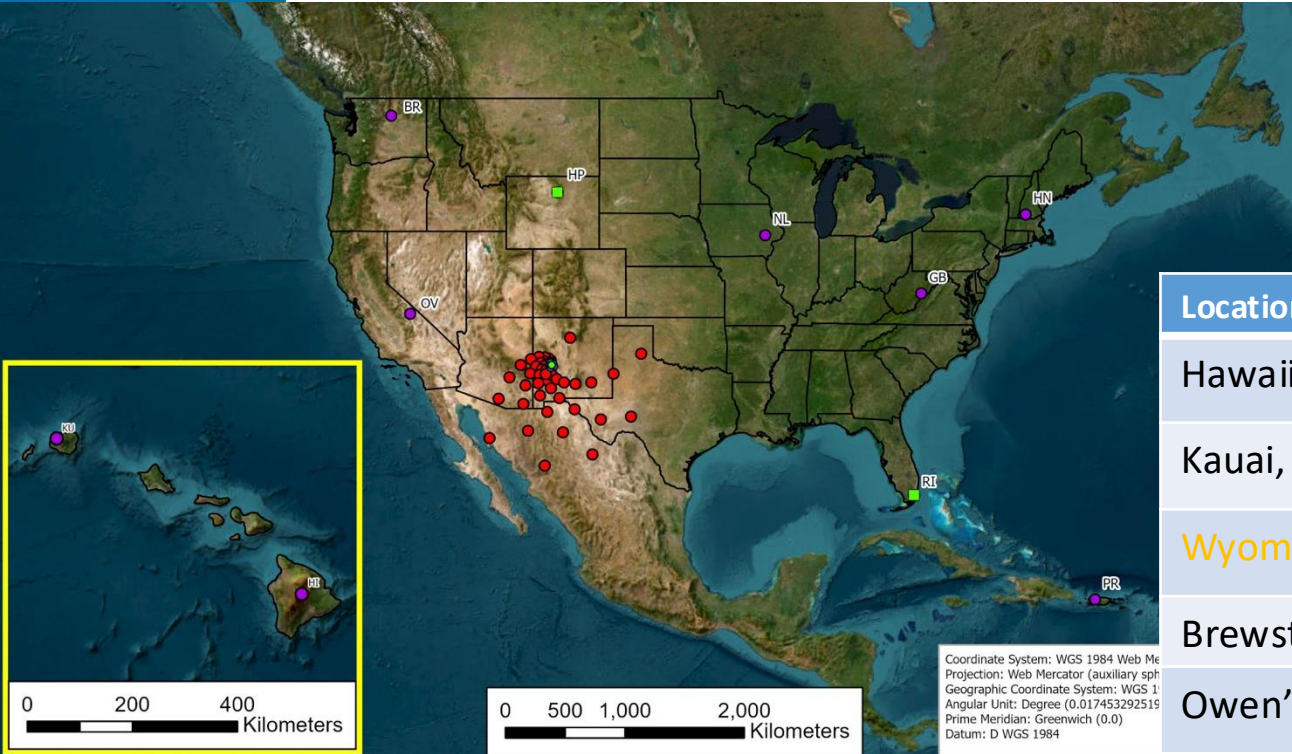 BR
HP
HN
NL
GB
OV
RI
PR
KU
HI
0 200 400
Kilometers
0 500 1,000 2,000
Kilometers
Coordinate System: WGS 1984 Web Me
Projection: Web Mercator (auxiliary sph
Geographic Coordinate System: WGS 1
Angular Unit: Degree (0.017453292519
Prime Meridian: Greenwich (0.0)
Datum: D WGS 1984
Location
Hawaii
Kauai,
Wyom
Brewst
Owen’